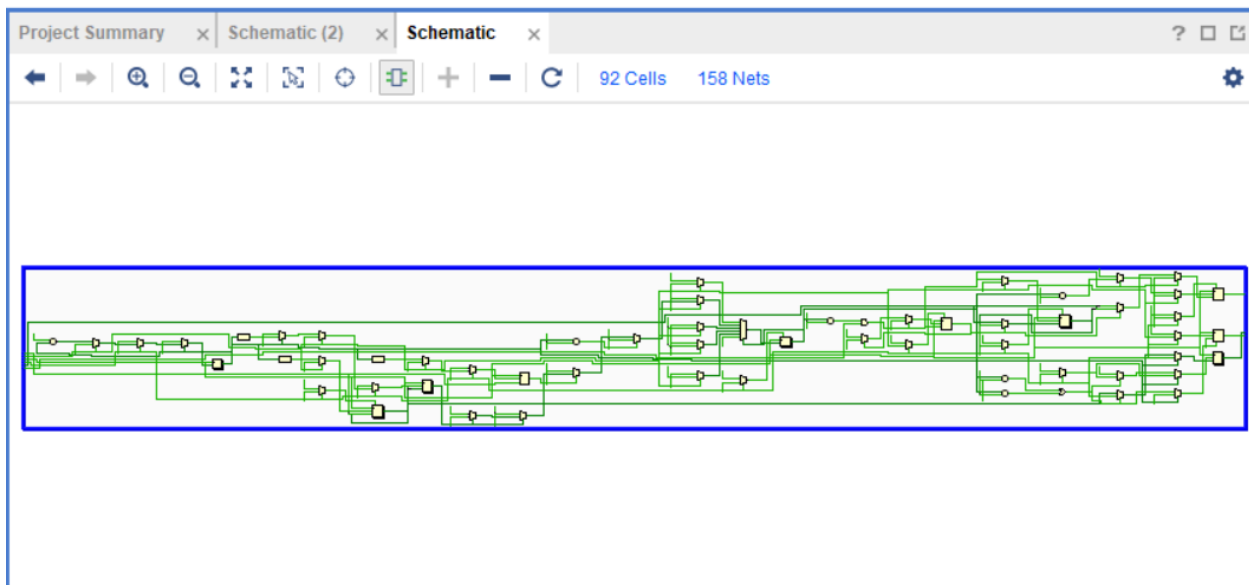 Project Summary × Schematic (2) × Schematic × ?
92 Cells 158 Nets